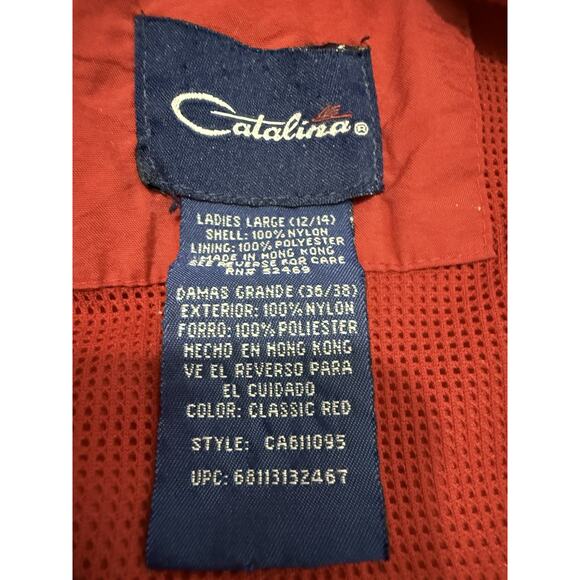 Catalina®
LADIES LARGE (12/14)
SHELL: 100% NYLON
LINING: 100% POLYESTER
MADE IN HONG KONG
SEE REVERSE FOR CARE
RN# 52469
DAMAS GRANDE (36/38)
EXTERIOR: 100% NYLON
FORRO: 100% POLIESTER
HECHO EN HONG KONG
VE EL REVERSO PARA
EL CUIDADO
COLOR: CLASSIC RED
STYLE: CA611095
UPC: 68113132467